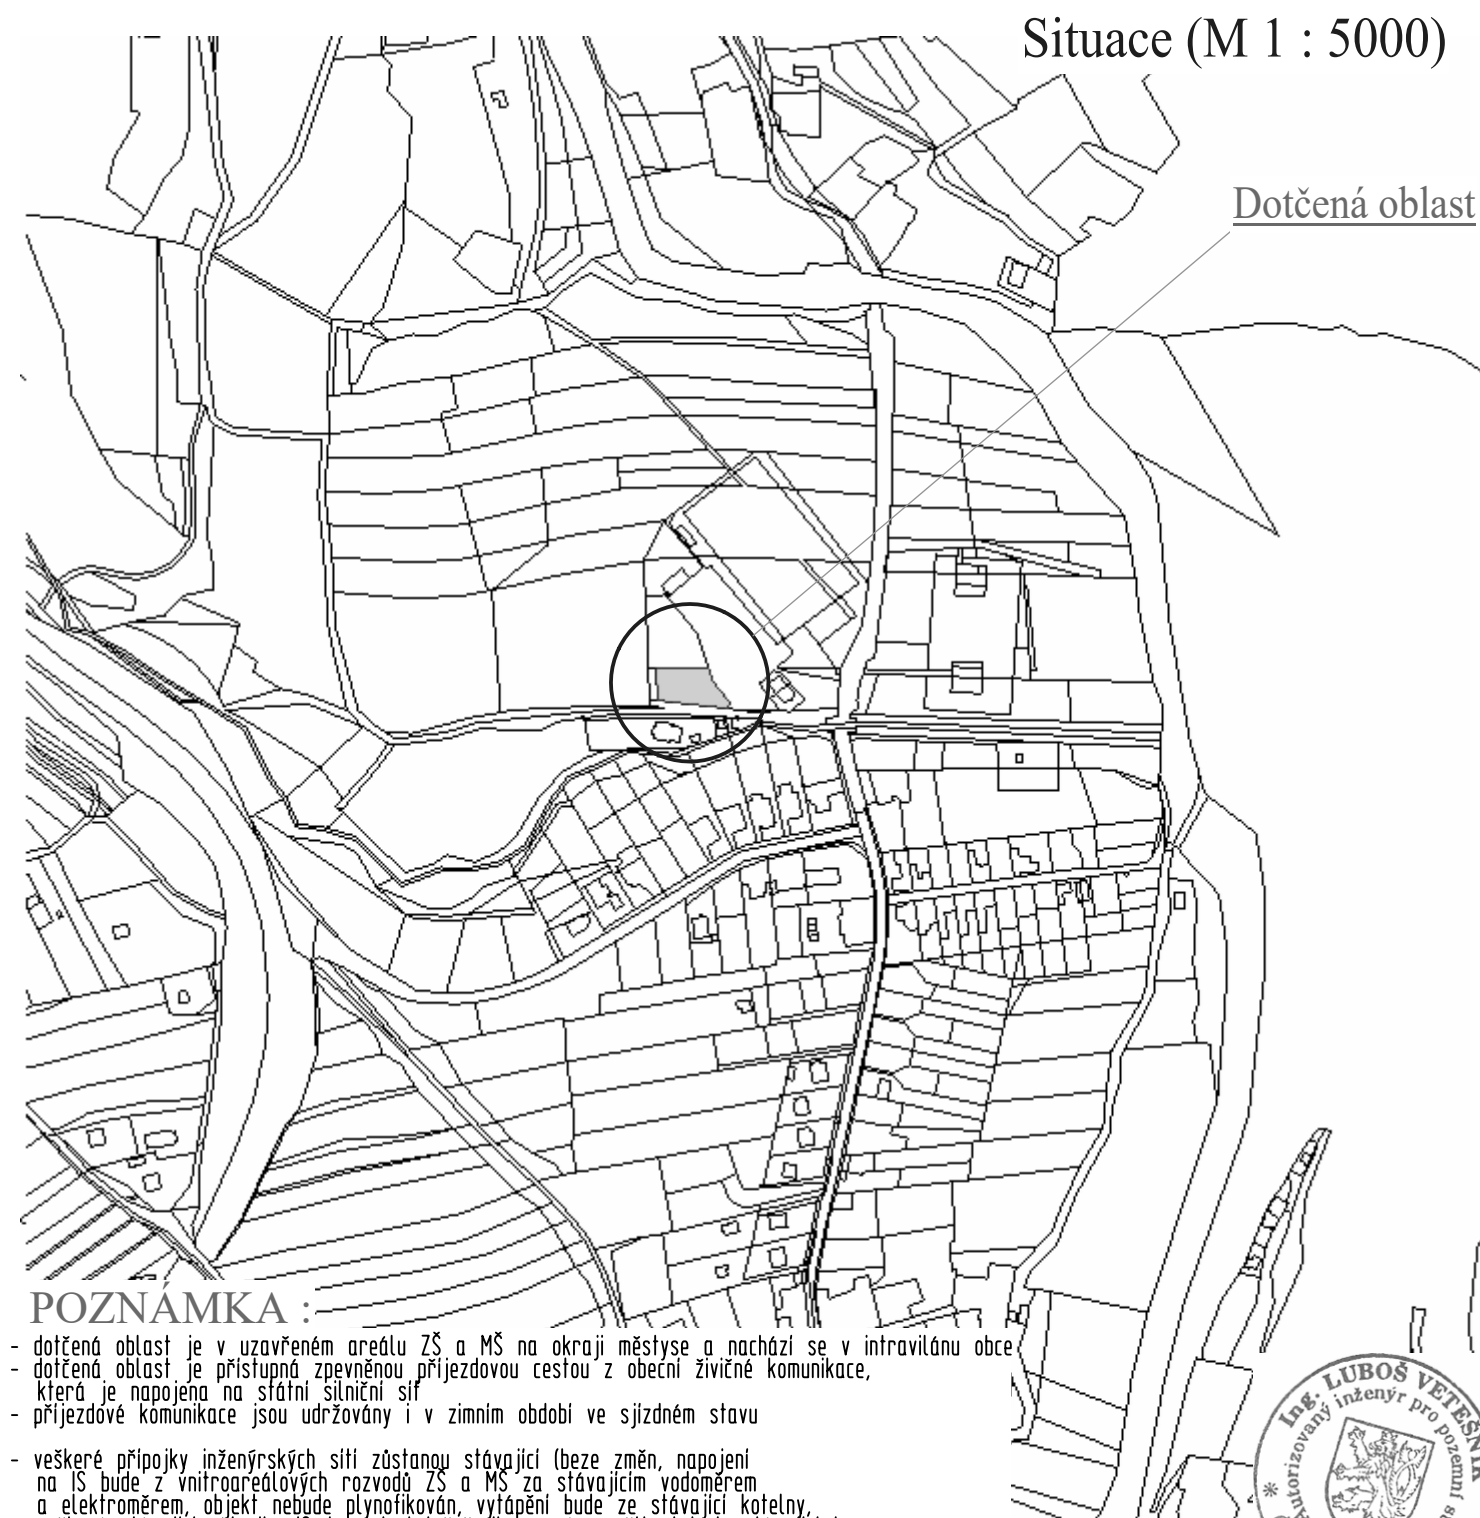 Situace (M 1 : 5000)
Dotčená oblast
POZNÁMKA :
- dotčená oblast je v uzavřeném areálu ZŠ a MŠ na okraji městyse a nachází se v intravilánu obce
- dotčená oblast je přístupná zpevněnou příjezdovou cestou z obecní živičné komunikace,
která je napojena na státní silniční síť
- příjezdové komunikace jsou udržovány i v zimním období ve sjízdném stavu
- veškeré přípojky inženýrských sítí zůstanou stávající (beze změn, napojení
na IS bude z vnitroareálových rozvodů ZŠ a MŠ za stávajícím vodoměrem
a elektroměrem, objekt nebude plynofikován, vytápění bude ze stávající kotelny,
Ing. LUBOŠ VETEŠNÍK
Autorizovaný inženýr pro pozemní